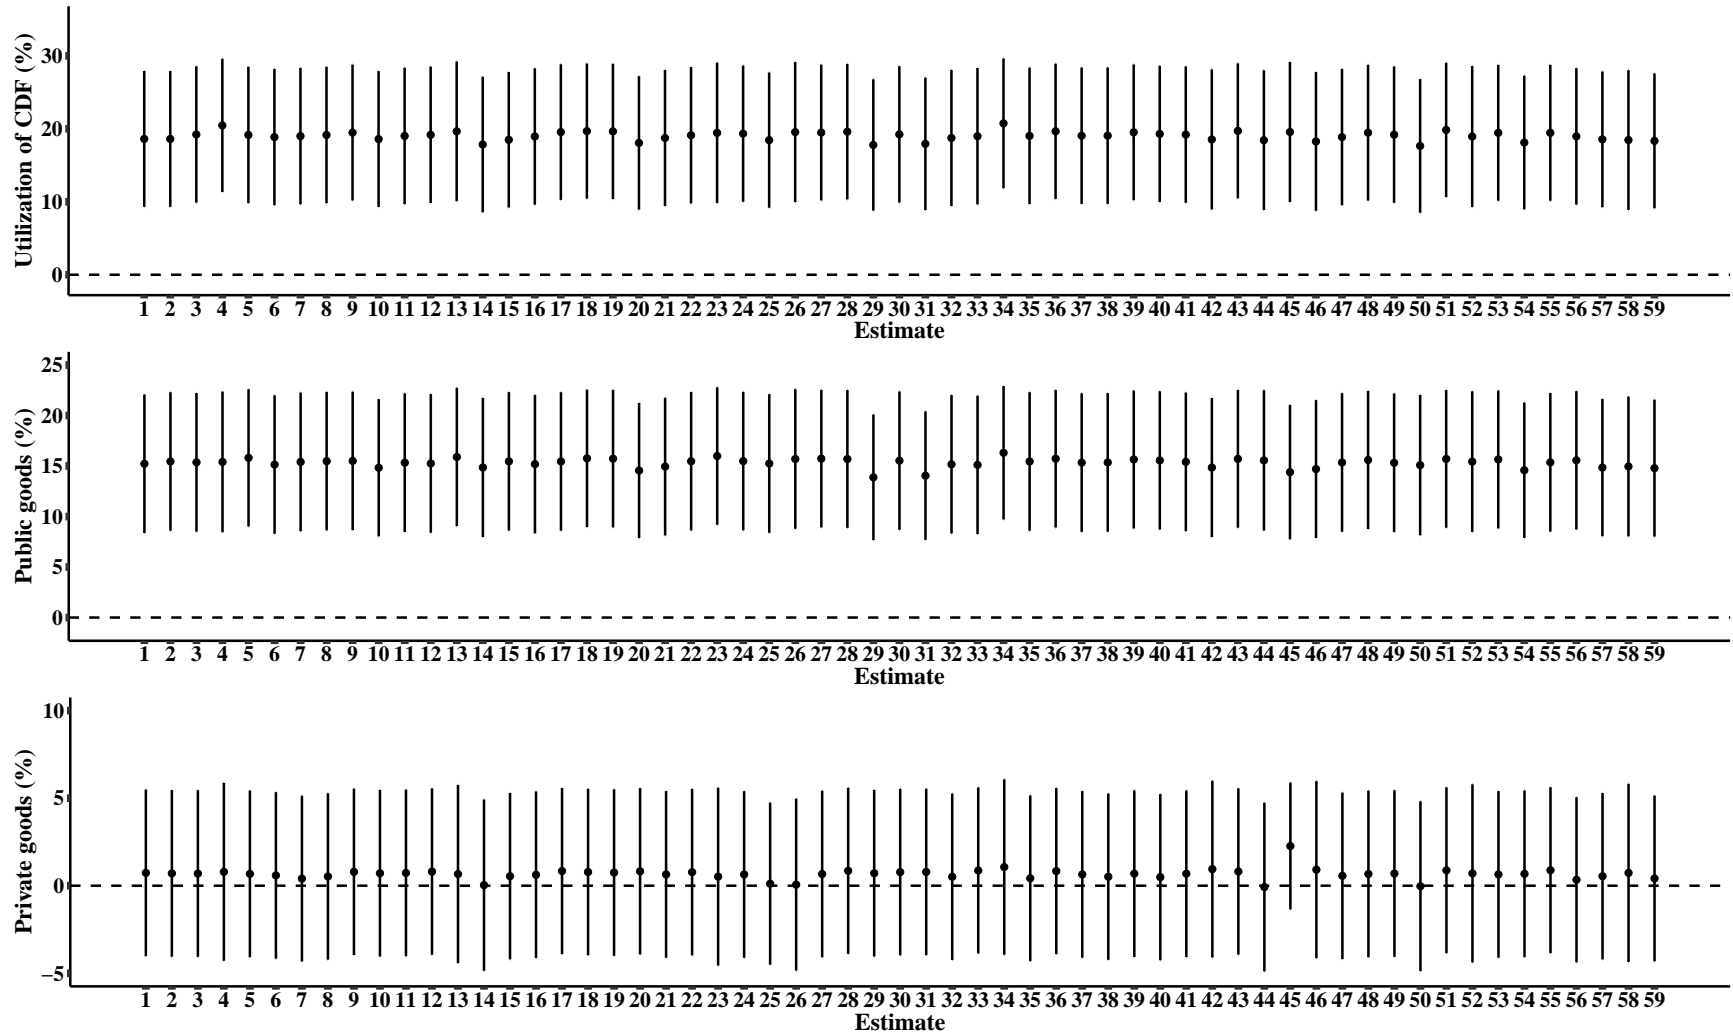 Utilization of CDF (%)
30
20
10
0
1 2 3 4 5 6 7 8 9 10 11 12 13 14 15 16 17 18 19 20 21 22 23 24 25 26 27 28 29 30 31 32 33 34 35 36 37 38 39 40 41 42 43 44 45 46 47 48 49 50 51 52 53 54 55 56 57 58 59
Estimate
Public goods (%)
25
20
15
10
5
0
1 2 3 4 5 6 7 8 9 10 11 12 13 14 15 16 17 18 19 20 21 22 23 24 25 26 27 28 29 30 31 32 33 34 35 36 37 38 39 40 41 42 43 44 45 46 47 48 49 50 51 52 53 54 55 56 57 58 59
Estimate
Private goods (%)
10
5
0
−5
1 2 3 4 5 6 7 8 9 10 11 12 13 14 15 16 17 18 19 20 21 22 23 24 25 26 27 28 29 30 31 32 33 34 35 36 37 38 39 40 41 42 43 44 45 46 47 48 49 50 51 52 53 54 55 56 57 58 59
Estimate